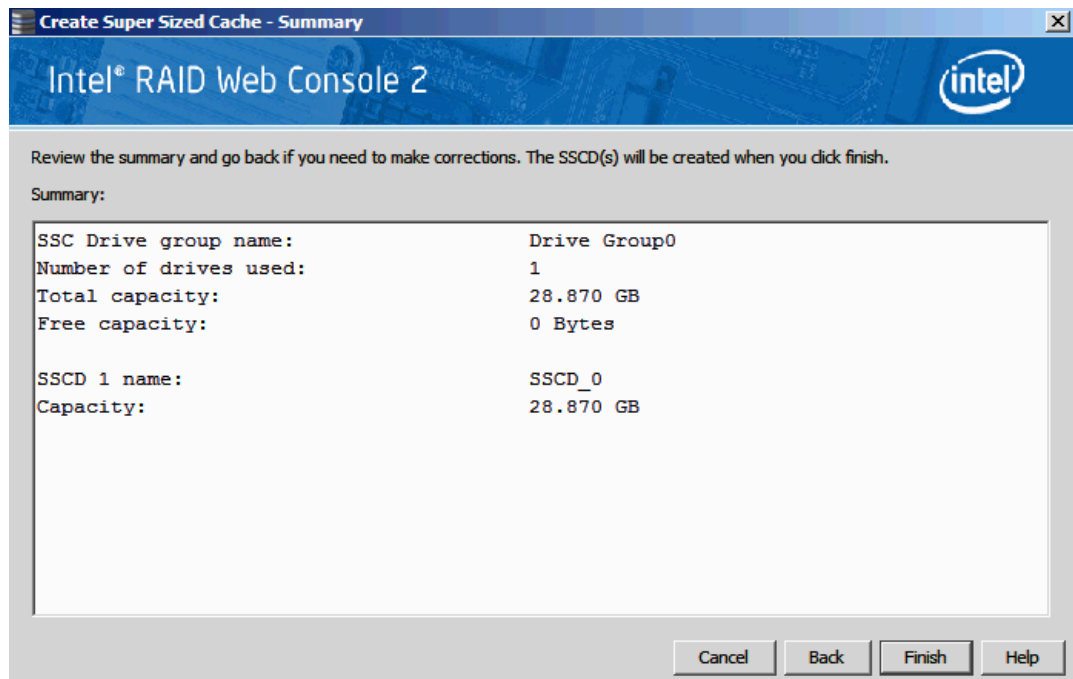 Create Super Sized Cache - Summary
Intel® RAID Web Console 2
intel
Review the summary and go back if you need to make corrections. The SSCD(s) will be created when you click finish.
Summary:
SSC Drive group name: Drive Group0
Number of drives used: 1
Total capacity: 28.870 GB
Free capacity: 0 Bytes
SSCD 1 name: SSCD_0
Capacity: 28.870 GB
Cancel Back Finish Help